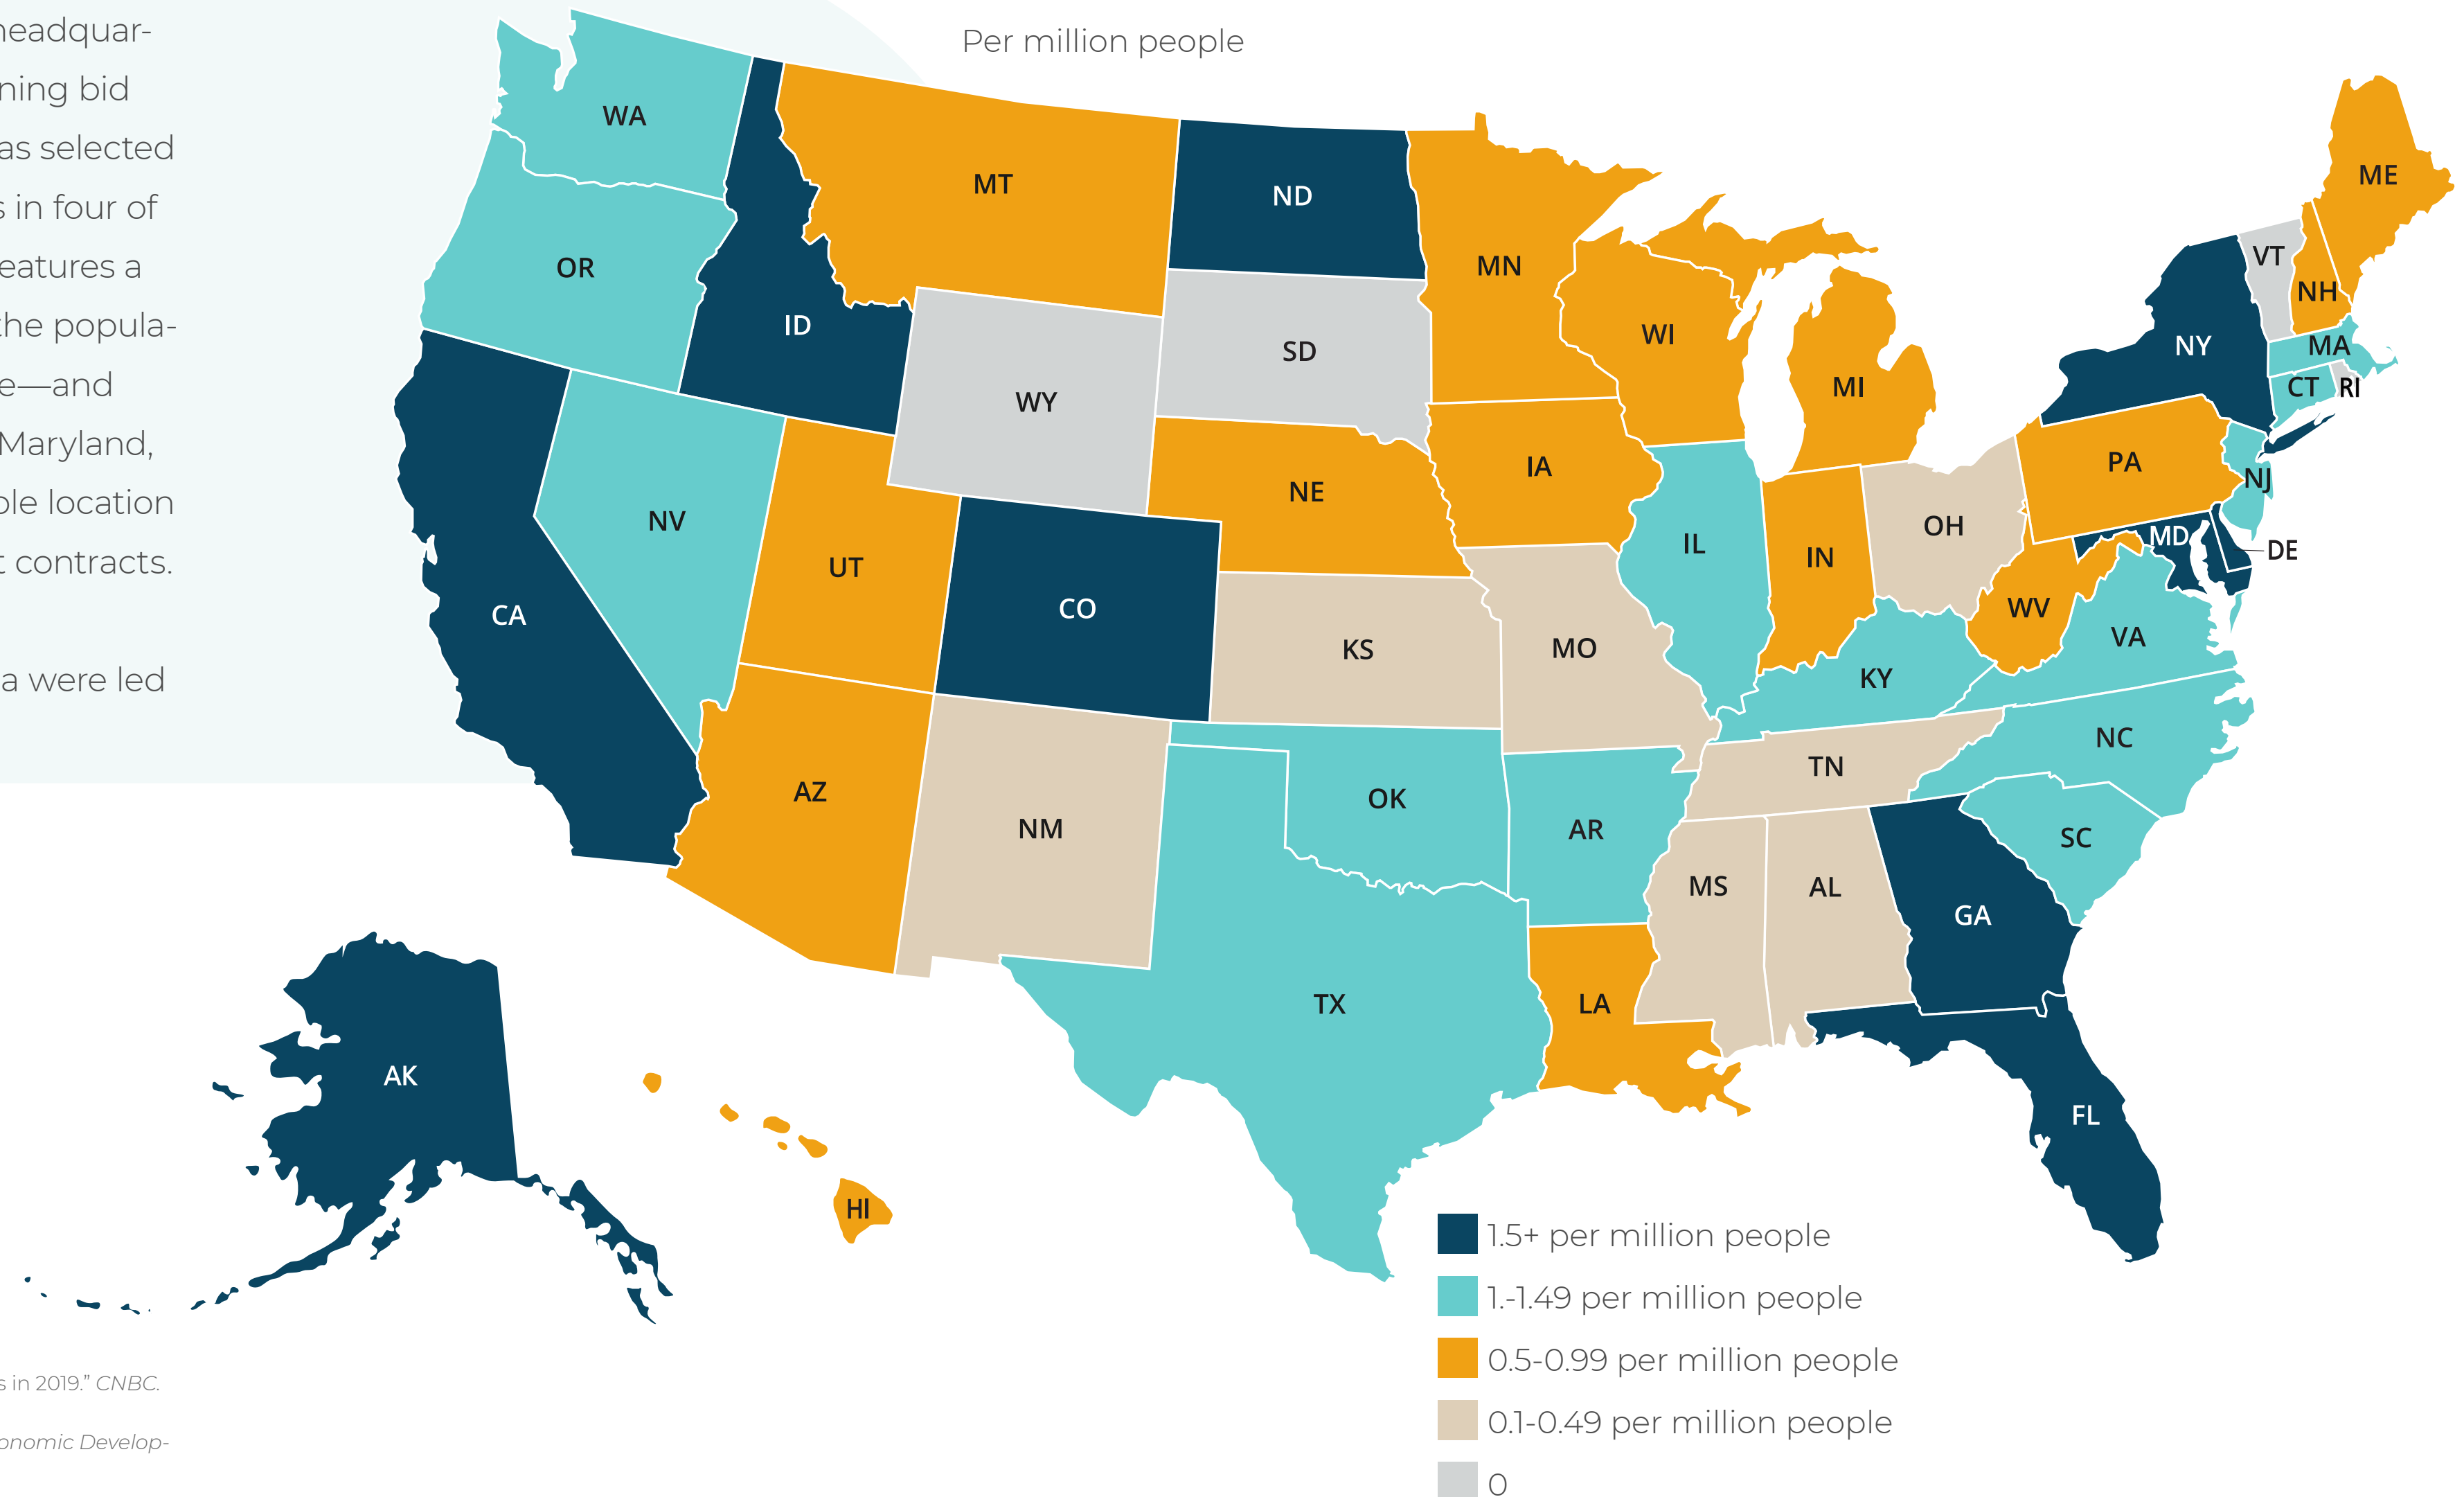 headquar-
ning bid
as selected
s in four of
eatures a
the popula-
e—and
Maryland,
ole location
t contracts.
a were led
s in 2019.” CNBC.
onomic Develop-
Per million people
WA
OR
CA
NV
ID
MT
WY
UT
AZ
CO
NM
ND
SD
NE
KS
OK
TX
MN
IA
MO
AR
LA
WI
IL
MI
IN
OH
KY
TN
MS
AL
GA
FL
SC
NC
VA
WV
MD
DE
PA
NJ
NY
CT
RI
MA
VT
NH
ME
AK
HI
1.5+ per million people
1.-1.49 per million people
0.5-0.99 per million people
0.1-0.49 per million people
0